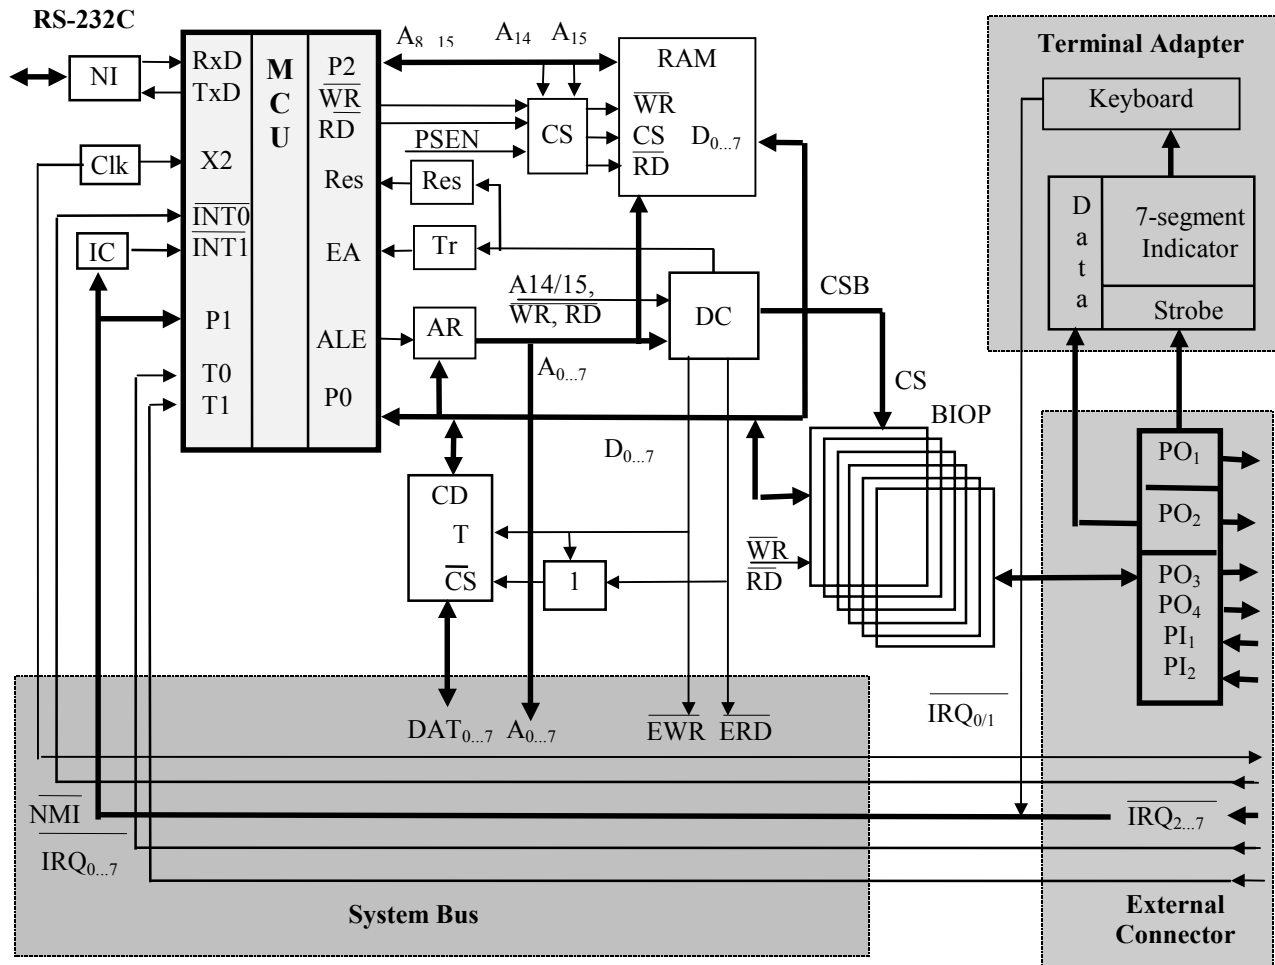 RS-232C
NI
RxD
TxD
Clk
X2
INT0
INT1
IC
P1
T0
T1
M
C
U
P2
WR
RD
Res
EA
ALE
P0
A8...15
A14
A15
PSEN
CS
Res
Tr
AR
RAM
WR
CS
D0...7
RD
A14/15,
WR, RD
DC
CSB
A0...7
D0...7
CS
BIOP
WR
RD
CD
T
CS
1
Terminal Adapter
Keyboard
D
a
t
a
7-segment
Indicator
Strobe
PO1
PO2
PO3
PO4
PI1
PI2
DAT0...7
A0...7
EWR
ERD
IRQ0/1
NMI
IRQ2...7
IRQ0...7
System Bus
External
Connector